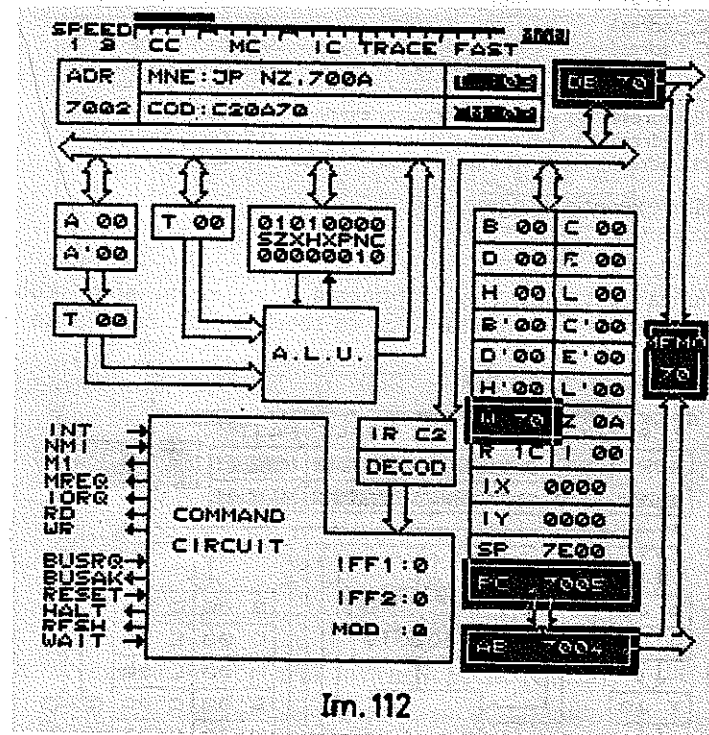 SPEED
1 3 CC MC IC TRACE FAST
ADR MNE:JP NZ,700A
DB 70
7002 COD:C20A70
A 00 T 00 01010000 B 00 C 00
SZXHXPNC
A'00 00000010 D 00 E 00
H 00 L 00
T 00 B'00 C'00
A.L.U. D'00 E'00
MEMO
70
H'00 L'00
W 70 Z 0A
INT IR C2
NMI R 1C I 00
M1 DECOD
MREQ IX 0000
IORQ
RD COMMAND IY 0000
WR
CIRCUIT SP 7E00
BUSRQ IFF1:0
BUSAK PC 7005
RESET IFF2:0
HALT
RFSH MOD :0
WAIT AB 7004
Im. 112